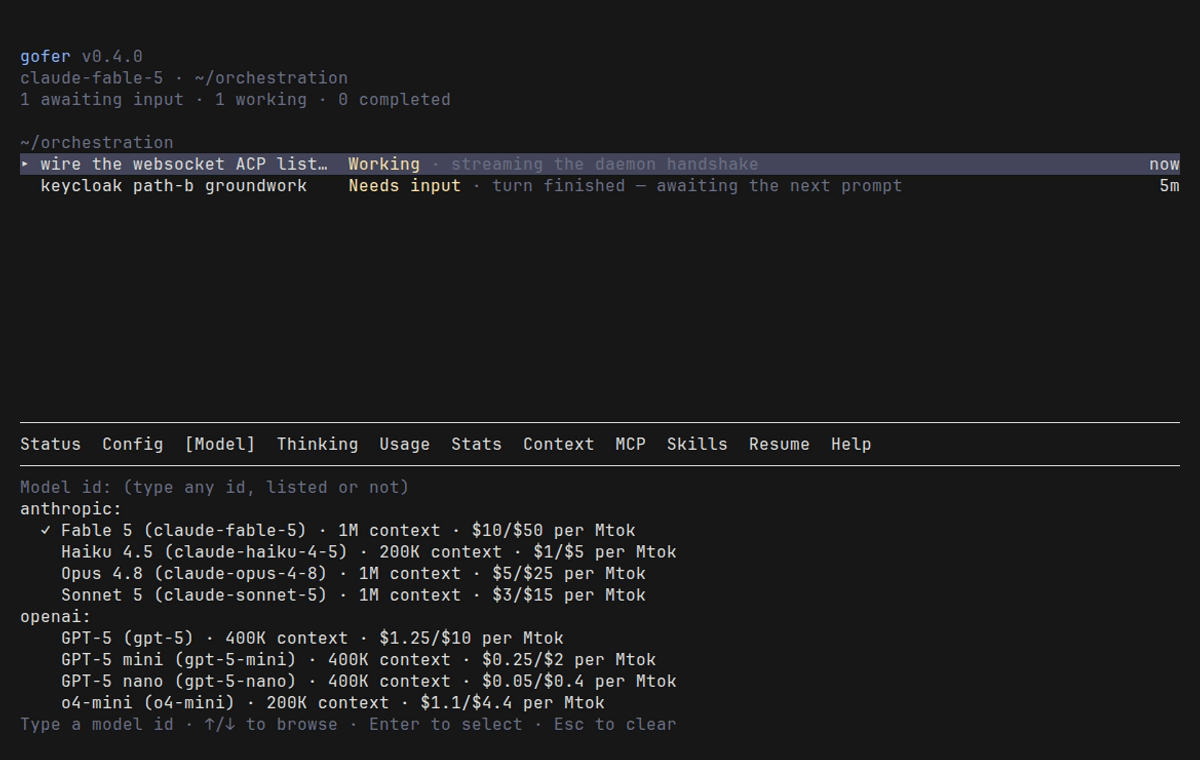 gofer v0.4.0
claude-fable-5 · ~/orchestration
1 awaiting input · 1 working · 0 completed
~/orchestration
▸ wire the websocket ACP list… Working · streaming the daemon handshake now
keycloak path-b groundwork Needs input · turn finished — awaiting the next prompt 5m
Status Config [Model] Thinking Usage Stats Context MCP Skills Resume Help
Model id: (type any id, listed or not)
anthropic:
✓ Fable 5 (claude-fable-5) · 1M context · $10/$50 per Mtok
Haiku 4.5 (claude-haiku-4-5) · 200K context · $1/$5 per Mtok
Opus 4.8 (claude-opus-4-8) · 1M context · $5/$25 per Mtok
Sonnet 5 (claude-sonnet-5) · 1M context · $3/$15 per Mtok
openai:
GPT-5 (gpt-5) · 400K context · $1.25/$10 per Mtok
GPT-5 mini (gpt-5-mini) · 400K context · $0.25/$2 per Mtok
GPT-5 nano (gpt-5-nano) · 400K context · $0.05/$0.4 per Mtok
o4-mini (o4-mini) · 200K context · $1.1/$4.4 per Mtok
Type a model id · ↑/↓ to browse · Enter to select · Esc to clear